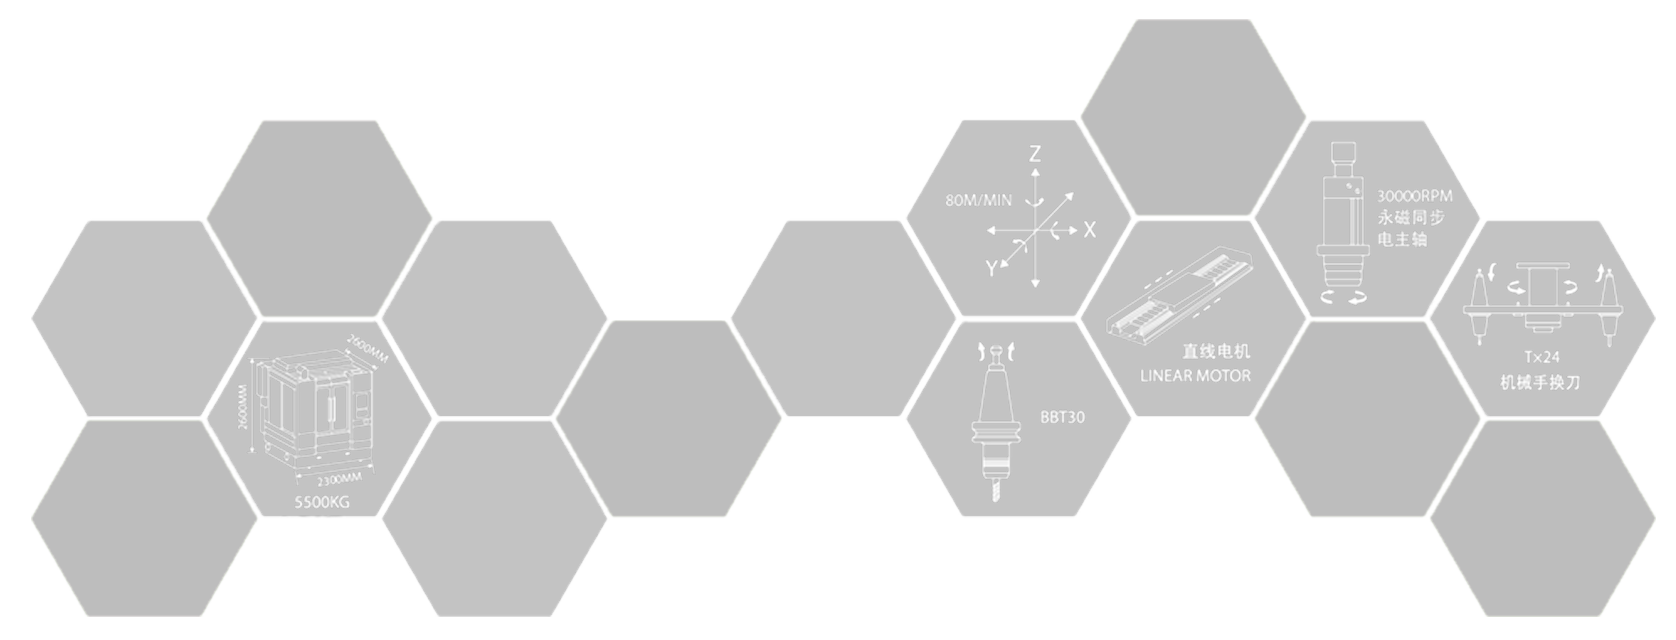 2600MM
2600MM
2300MM
5500KG
Z
80M/MIN
X
Y
BBT30
直线电机
LINEAR MOTOR
30000RPM
永磁同步
电主轴
T×24
机械手换刀